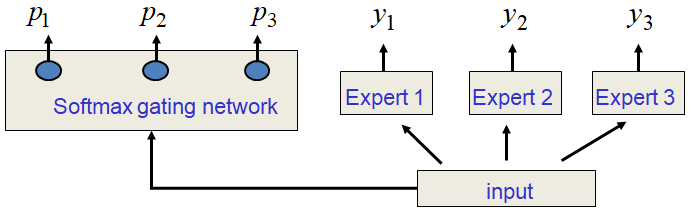 p1 p2 p3 y1 y2 y3
Expert 1 Expert 2 Expert 3
Softmax gating network
input